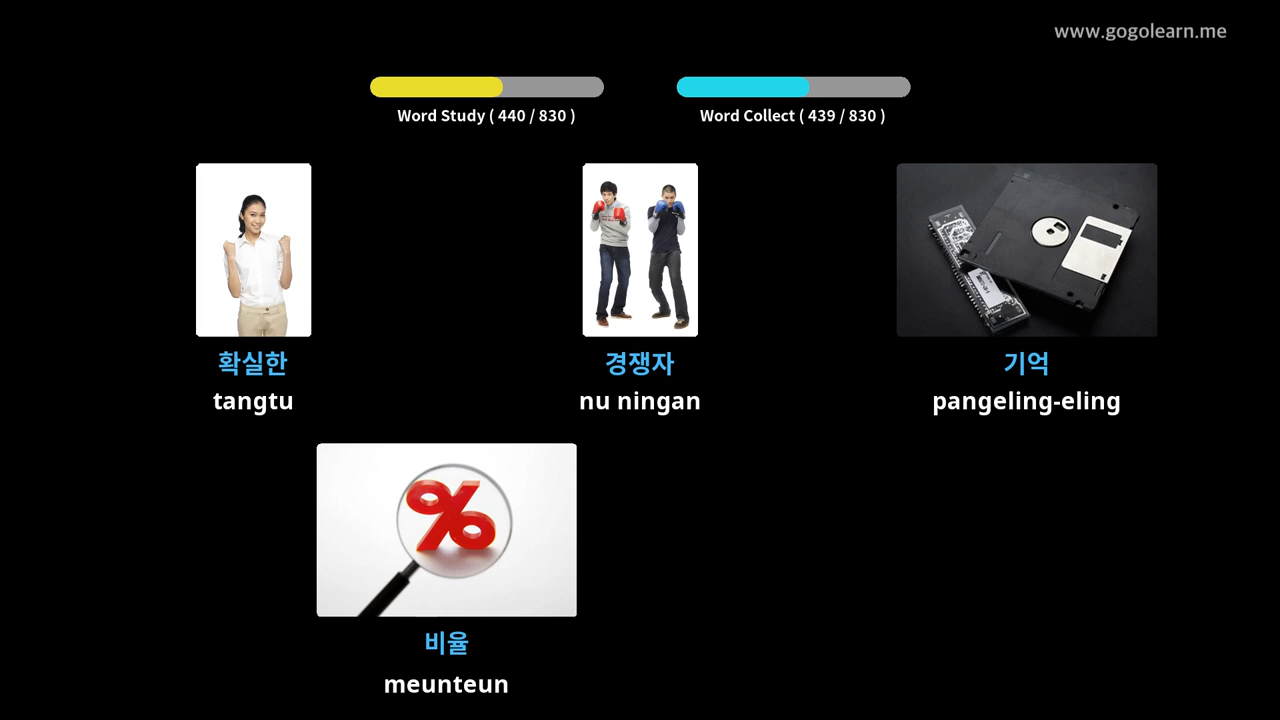 www.gogolearn.me
Word Study ( 440 / 830 )
Word Collect ( 439 / 830 )
확실한
tangtu
경쟁자
nu ningan
기억
pangeling-eling
비율
meunteun